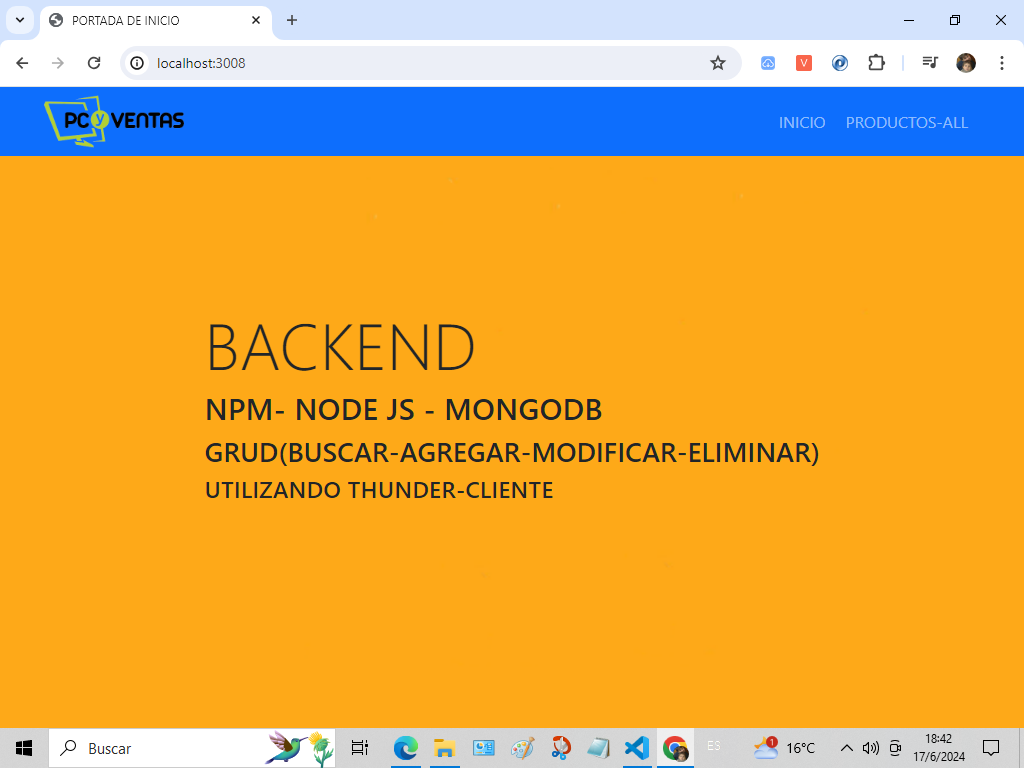 PORTADA DE INICIO
localhost:3008
V
PC y VENTAS
INICIO PRODUCTOS-ALL
BACKEND
NPM- NODE JS - MONGODB
GRUD(BUSCAR-AGREGAR-MODIFICAR-ELIMINAR)
UTILIZANDO THUNDER-CLIENTE
Buscar
ES
1
16°C
18:42
17/6/2024